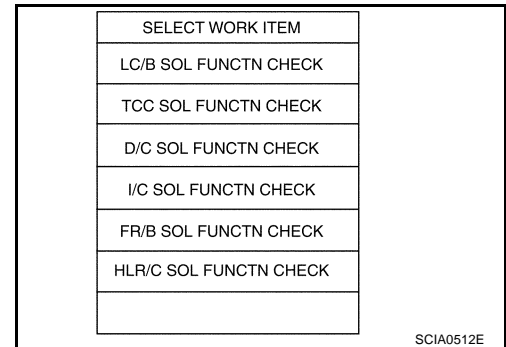 SELECT WORK ITEM
LC/B SOL FUNCTN CHECK
TCC SOL FUNCTN CHECK
D/C SOL FUNCTN CHECK
I/C SOL FUNCTN CHECK
FR/B SOL FUNCTN CHECK
HLR/C SOL FUNCTN CHECK
SCIA0512E